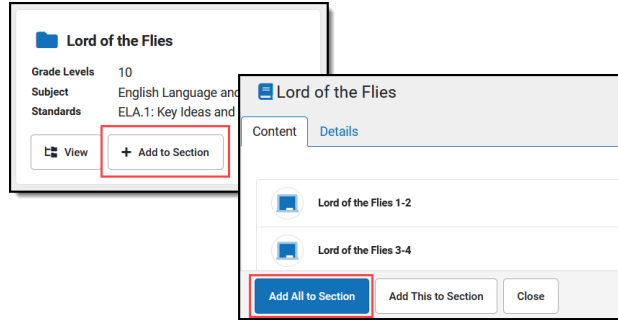 Lord of the Flies
Grade Levels 10
Subject English Language and
Standards ELA.1: Key Ideas and
View + Add to Section
Lord of the Flies
Content Details
Lord of the Flies 1-2
Lord of the Flies 3-4
Add All to Section Add This to Section Close